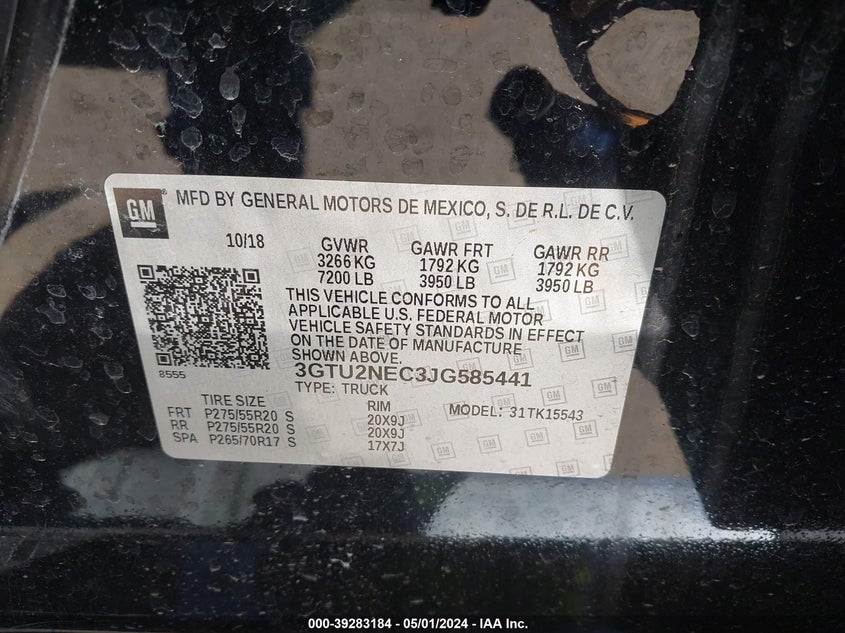 GM
MFD BY GENERAL MOTORS DE MEXICO, S. DE R.L. DE C.V.
10/18 GVWR GAWR FRT GAWR RR
3266 KG 1792 KG 1792 KG
7200 LB 3950 LB 3950 LB
THIS VEHICLE CONFORMS TO ALL
APPLICABLE U.S. FEDERAL MOTOR
VEHICLE SAFETY STANDARDS IN EFFECT
ON THE DATE OF MANUFACTURE
SHOWN ABOVE.
8555
3GTU2NEC3JG585441
TYPE: TRUCK
TIRE SIZE RIM MODEL: 31TK15543
FRT P275/55R20 S 20X9J
RR P275/55R20 S 20X9J
SPA P265/70R17 S 17X7J
000-39283184 - 05/01/2024 - IAA Inc.